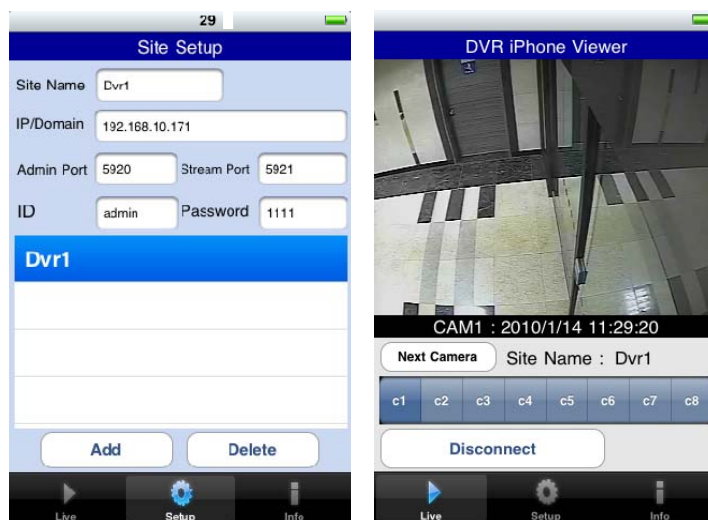 29
Site Setup
Site Name Dvr1
IP/Domain 192.168.10.171
Admin Port 5920 Stream Port 5921
ID admin Password 1111
Dvr1
Add Delete
Live Setup Info
DVR iPhone Viewer
CAM1 : 2010/1/14 11:29:20
Next Camera Site Name : Dvr1
c1 c2 c3 c4 c5 c6 c7 c8
Disconnect
Live Setup Info